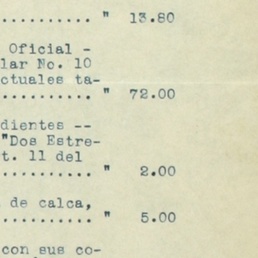 .......... " 13.80
Oficial -
lar No. 10
ctuales ta-
.......... " 72.00
dientes --
"Dos Estre-
t. 11 del
.......... " 2.00
de calca,
.......... " 5.00
con sus co-